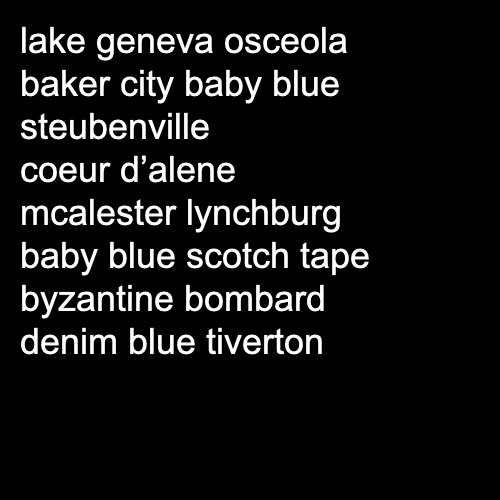 lake geneva osceola
baker city baby blue
steubenville
coeur d’alene
mcalester lynchburg
baby blue scotch tape
byzantine bombard
denim blue tiverton